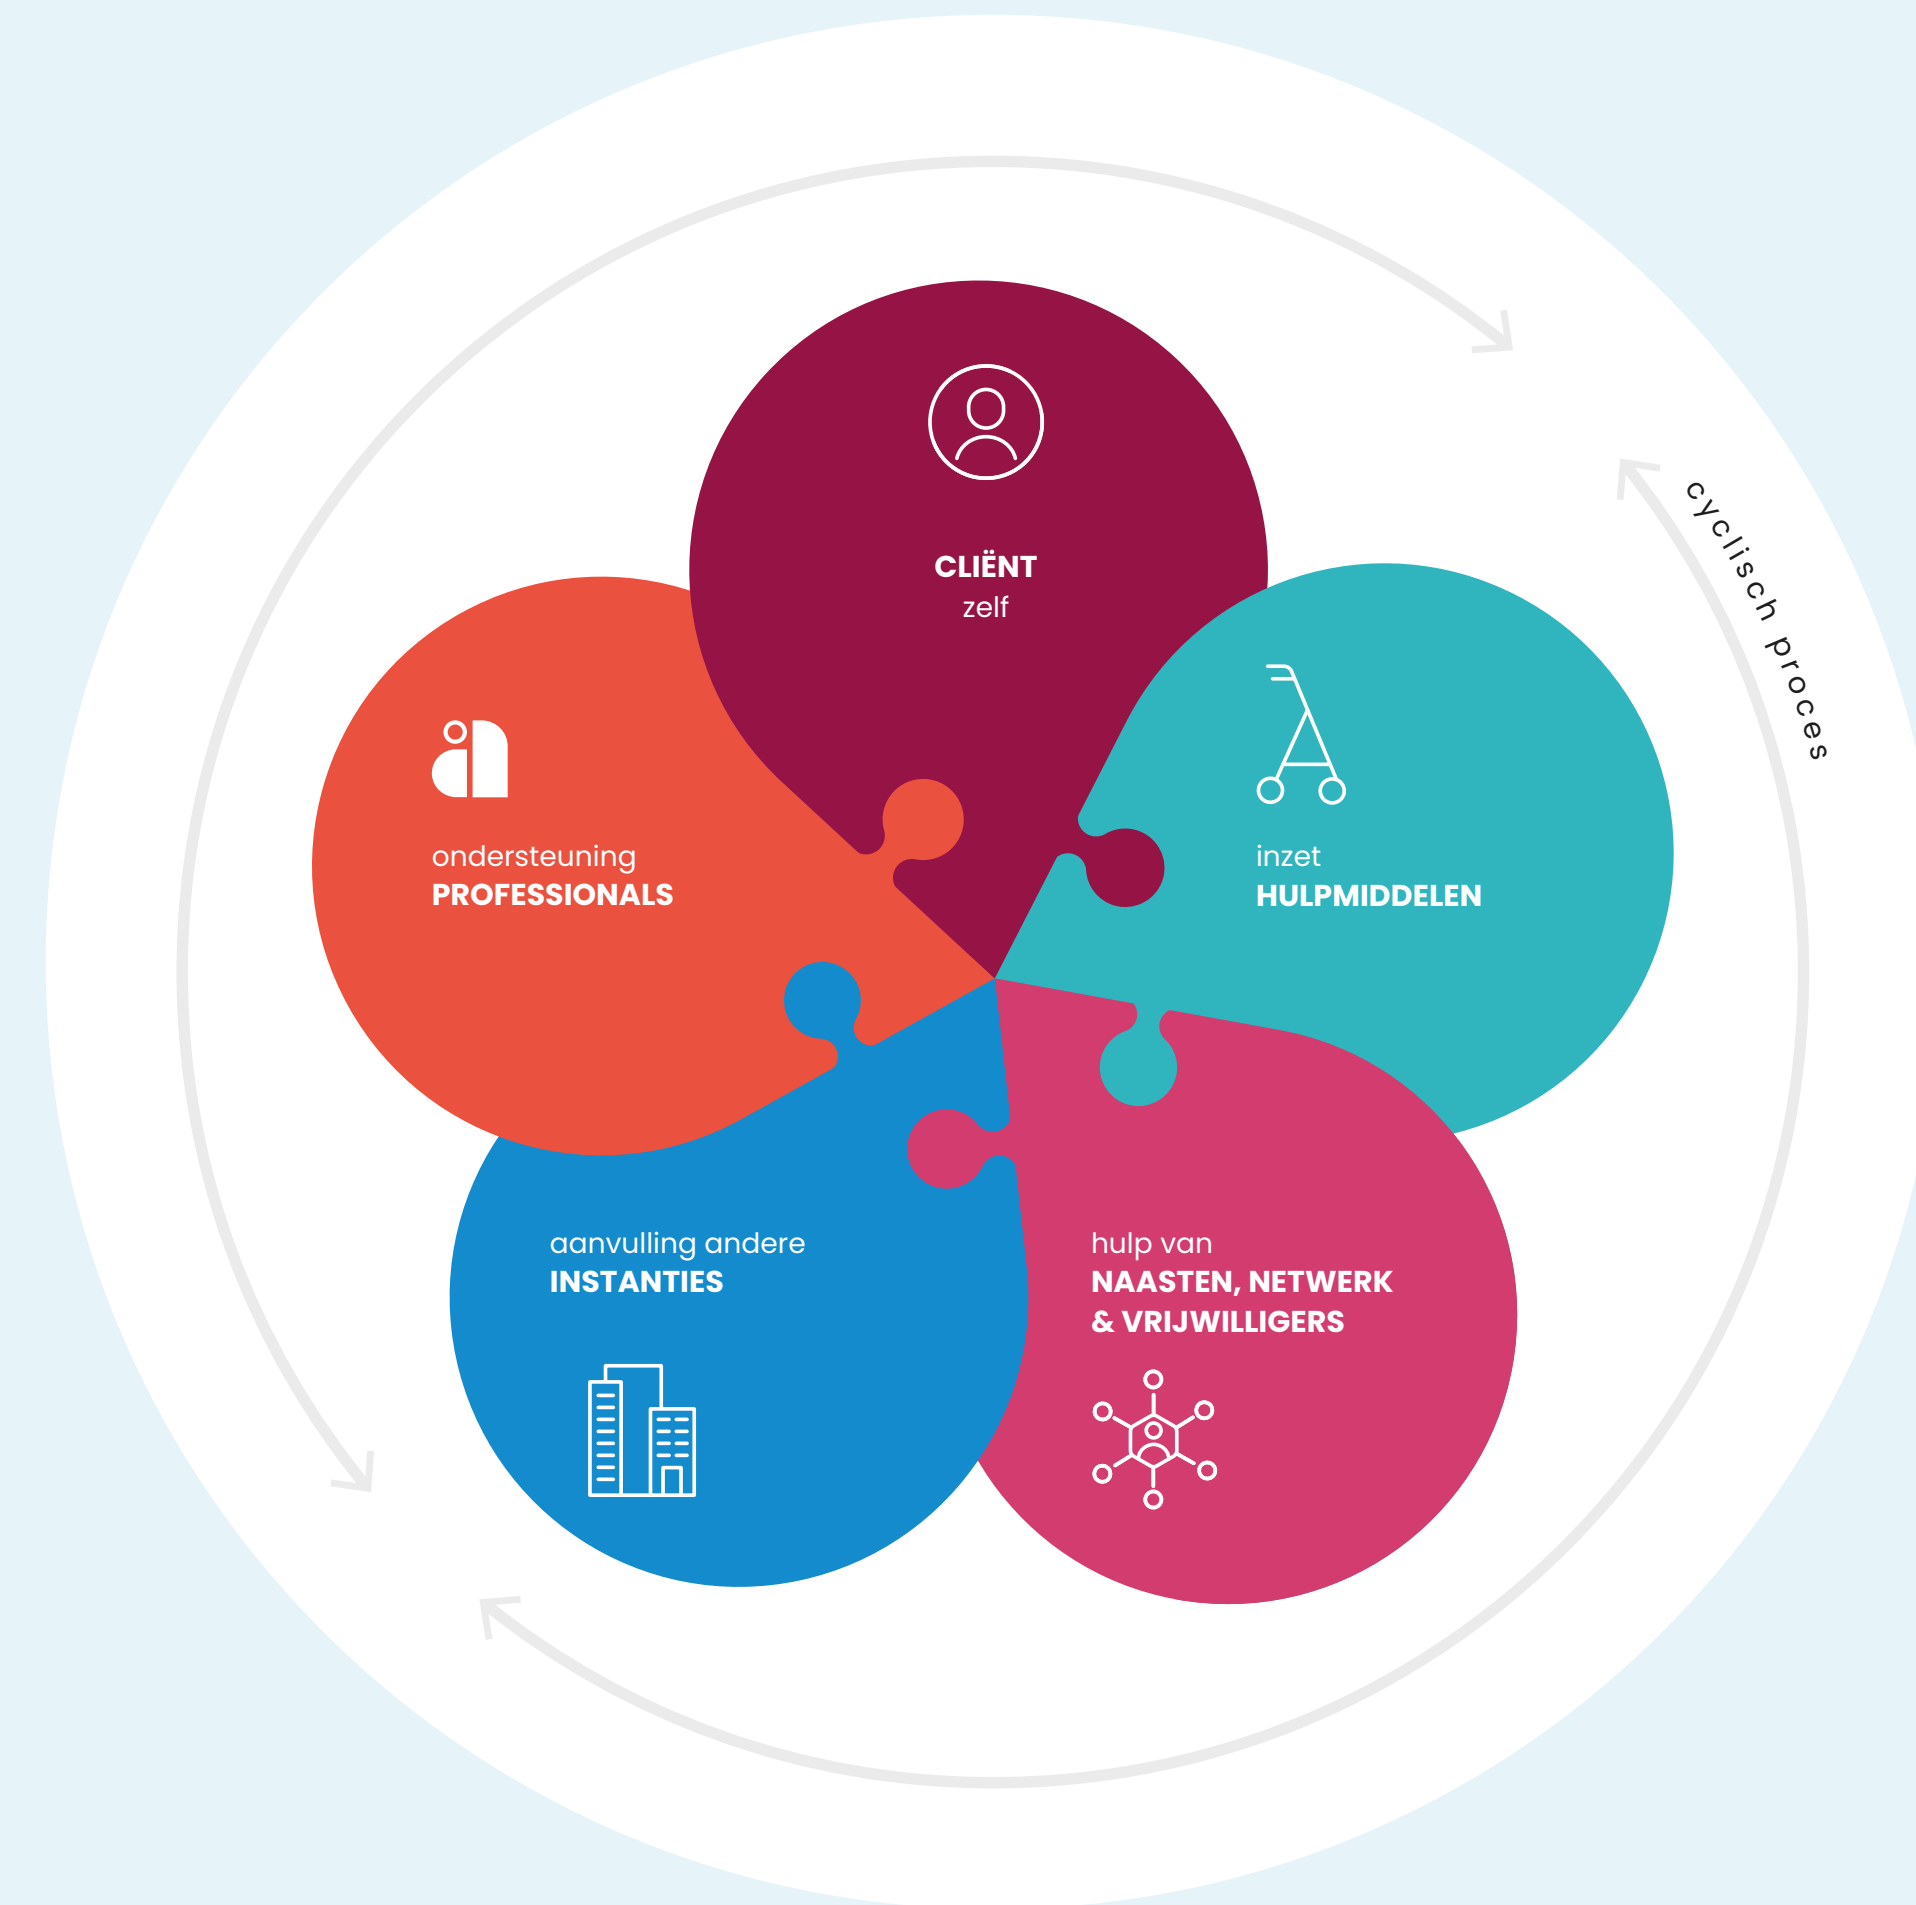 CLIËNT
zelf
cyclisch proces
ondersteuning
PROFESSIONALS
inzet
HULPMIDDELEN
aanvulling andere
INSTANTIES
hulp van
NAASTEN, NETWERK
& VRIJWILLIGERS